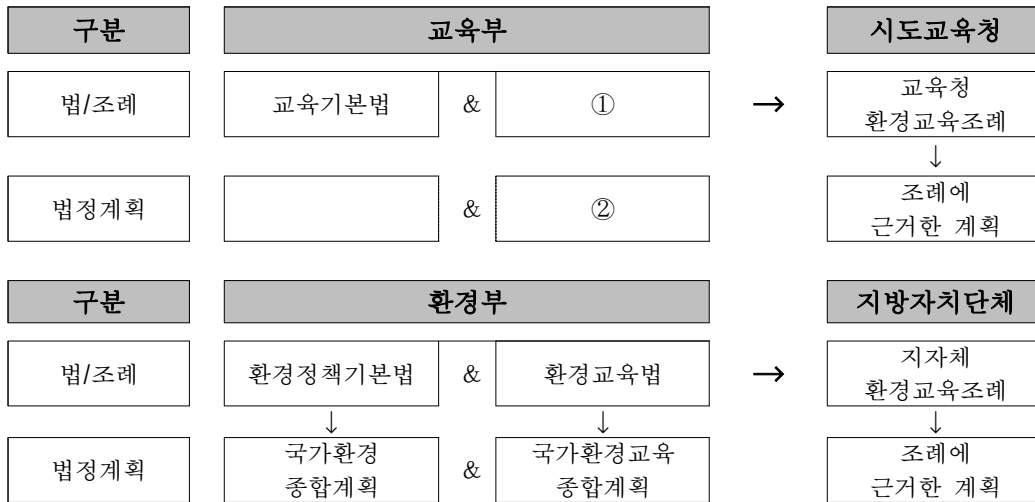 구분 교육부 시도교육청
법/조례 교육기본법 & ① → 교육청
환경교육조례
↓
법정계획 & ② 조례에
근거한 계획
구분 환경부 지방자치단체
법/조례 환경정책기본법 & 환경교육법 → 지자체
환경교육조례
↓ ↓ ↓
법정계획 국가환경
종합계획 & 국가환경교육
종합계획 조례에
근거한 계획